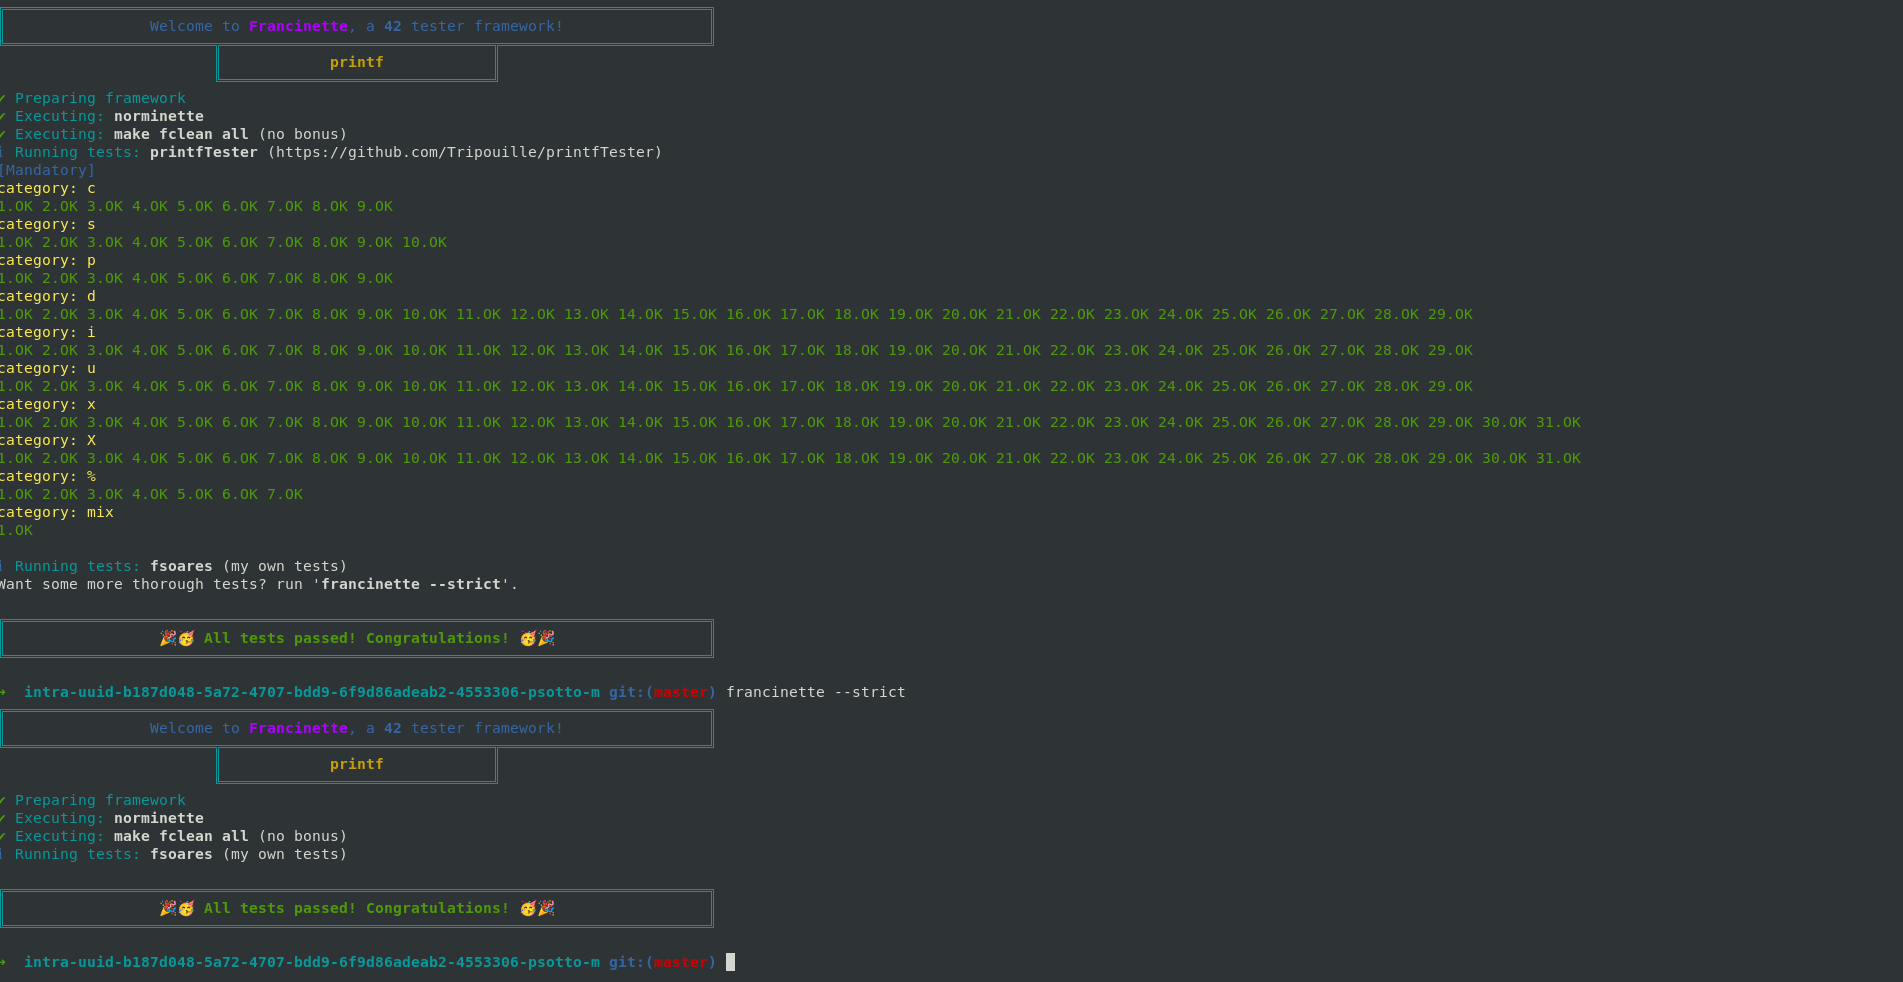 Welcome to Francinette, a 42 tester framework!
printf
✔ Preparing framework
✔ Executing: norminette
✔ Executing: make fclean all (no bonus)
ℹ Running tests: printfTester (https://github.com/Tripouille/printfTester)
[Mandatory]
category: c
1.OK 2.OK 3.OK 4.OK 5.OK 6.OK 7.OK 8.OK 9.OK
category: s
1.OK 2.OK 3.OK 4.OK 5.OK 6.OK 7.OK 8.OK 9.OK 10.OK
category: p
1.OK 2.OK 3.OK 4.OK 5.OK 6.OK 7.OK 8.OK 9.OK
category: d
1.OK 2.OK 3.OK 4.OK 5.OK 6.OK 7.OK 8.OK 9.OK 10.OK 11.OK 12.OK 13.OK 14.OK 15.OK 16.OK 17.OK 18.OK 19.OK 20.OK 21.OK 22.OK 23.OK 24.OK 25.OK 26.OK 27.OK 28.OK 29.OK
category: i
1.OK 2.OK 3.OK 4.OK 5.OK 6.OK 7.OK 8.OK 9.OK 10.OK 11.OK 12.OK 13.OK 14.OK 15.OK 16.OK 17.OK 18.OK 19.OK 20.OK 21.OK 22.OK 23.OK 24.OK 25.OK 26.OK 27.OK 28.OK 29.OK
category: u
1.OK 2.OK 3.OK 4.OK 5.OK 6.OK 7.OK 8.OK 9.OK 10.OK 11.OK 12.OK 13.OK 14.OK 15.OK 16.OK 17.OK 18.OK 19.OK 20.OK 21.OK 22.OK 23.OK 24.OK 25.OK 26.OK 27.OK 28.OK 29.OK
category: x
1.OK 2.OK 3.OK 4.OK 5.OK 6.OK 7.OK 8.OK 9.OK 10.OK 11.OK 12.OK 13.OK 14.OK 15.OK 16.OK 17.OK 18.OK 19.OK 20.OK 21.OK 22.OK 23.OK 24.OK 25.OK 26.OK 27.OK 28.OK 29.OK 30.OK 31.OK
category: X
1.OK 2.OK 3.OK 4.OK 5.OK 6.OK 7.OK 8.OK 9.OK 10.OK 11.OK 12.OK 13.OK 14.OK 15.OK 16.OK 17.OK 18.OK 19.OK 20.OK 21.OK 22.OK 23.OK 24.OK 25.OK 26.OK 27.OK 28.OK 29.OK 30.OK 31.OK
category: %
1.OK 2.OK 3.OK 4.OK 5.OK 6.OK 7.OK
category: mix
1.OK
ℹ Running tests: fsoares (my own tests)
Want some more thorough tests? run 'francinette --strict'.
🎉🥳 All tests passed! Congratulations! 🥳🎉
➜ intra-uuid-b187d048-5a72-4707-bdd9-6f9d86adeab2-4553306-psotto-m git:(master) francinette --strict
Welcome to Francinette, a 42 tester framework!
printf
✔ Preparing framework
✔ Executing: norminette
✔ Executing: make fclean all (no bonus)
ℹ Running tests: fsoares (my own tests)
🎉🥳 All tests passed! Congratulations! 🥳🎉
➜ intra-uuid-b187d048-5a72-4707-bdd9-6f9d86adeab2-4553306-psotto-m git:(master)